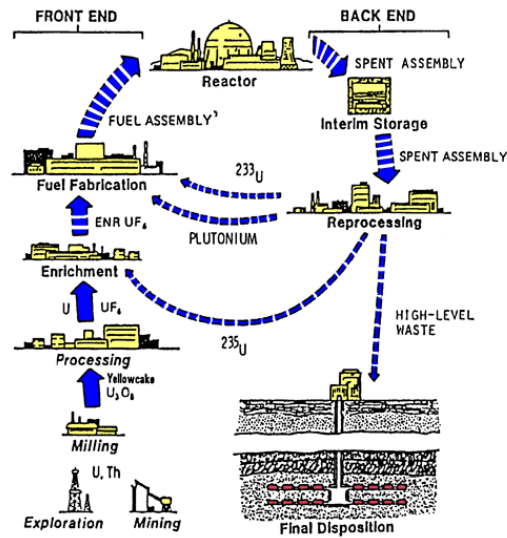 FRONT END
BACK END
Reactor
SPENT ASSEMBLY
FUEL ASSEMBLY'
Interim Storage
SPENT ASSEMBLY
Fuel Fabrication
²³³U
Reprocessing
PLUTONIUM
ENR UF₆
Enrichment
U UF₆
²³⁵U
HIGH-LEVEL
WASTE
Processing
Yellowcake
U₃O₈
Milling
U, Th
Exploration
Mining
Final Disposition